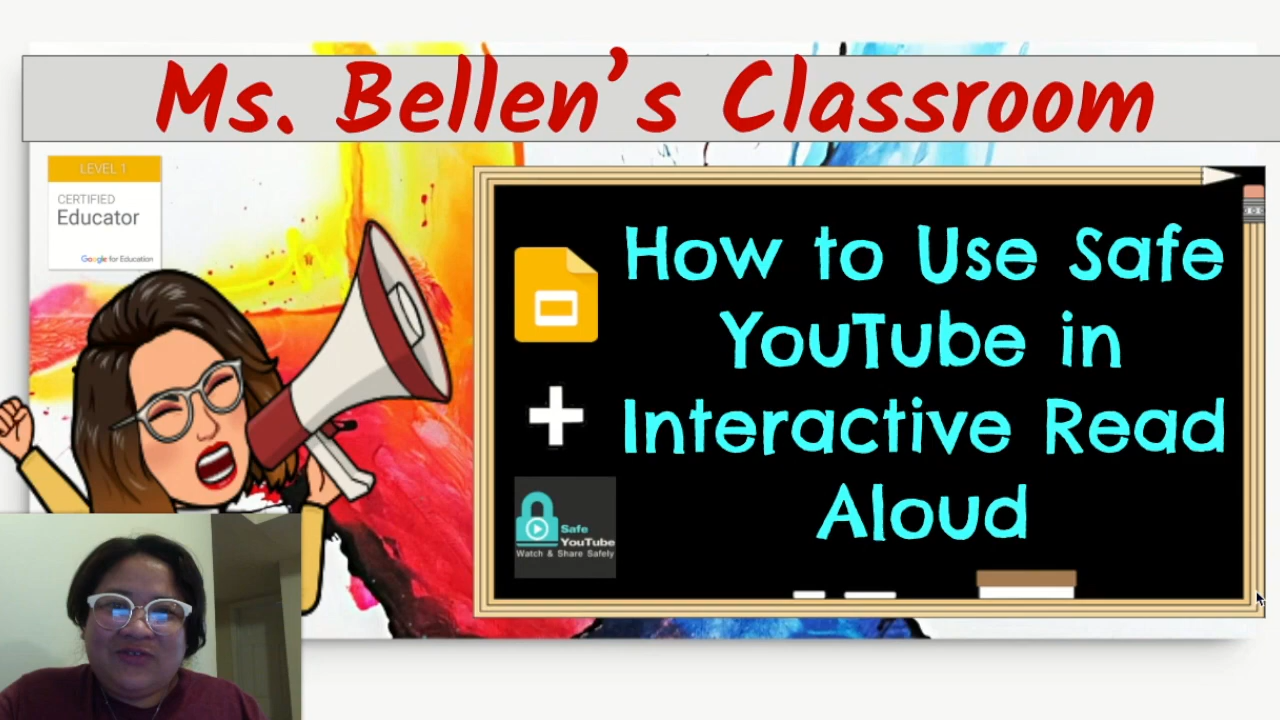 Ms. Bellen's Classroom
LEVEL 1
CERTIFIED
Educator
Google for Education
How to Use Safe
YouTube in
Interactive Read
Aloud
Safe
YouTube
Watch & Share Safely